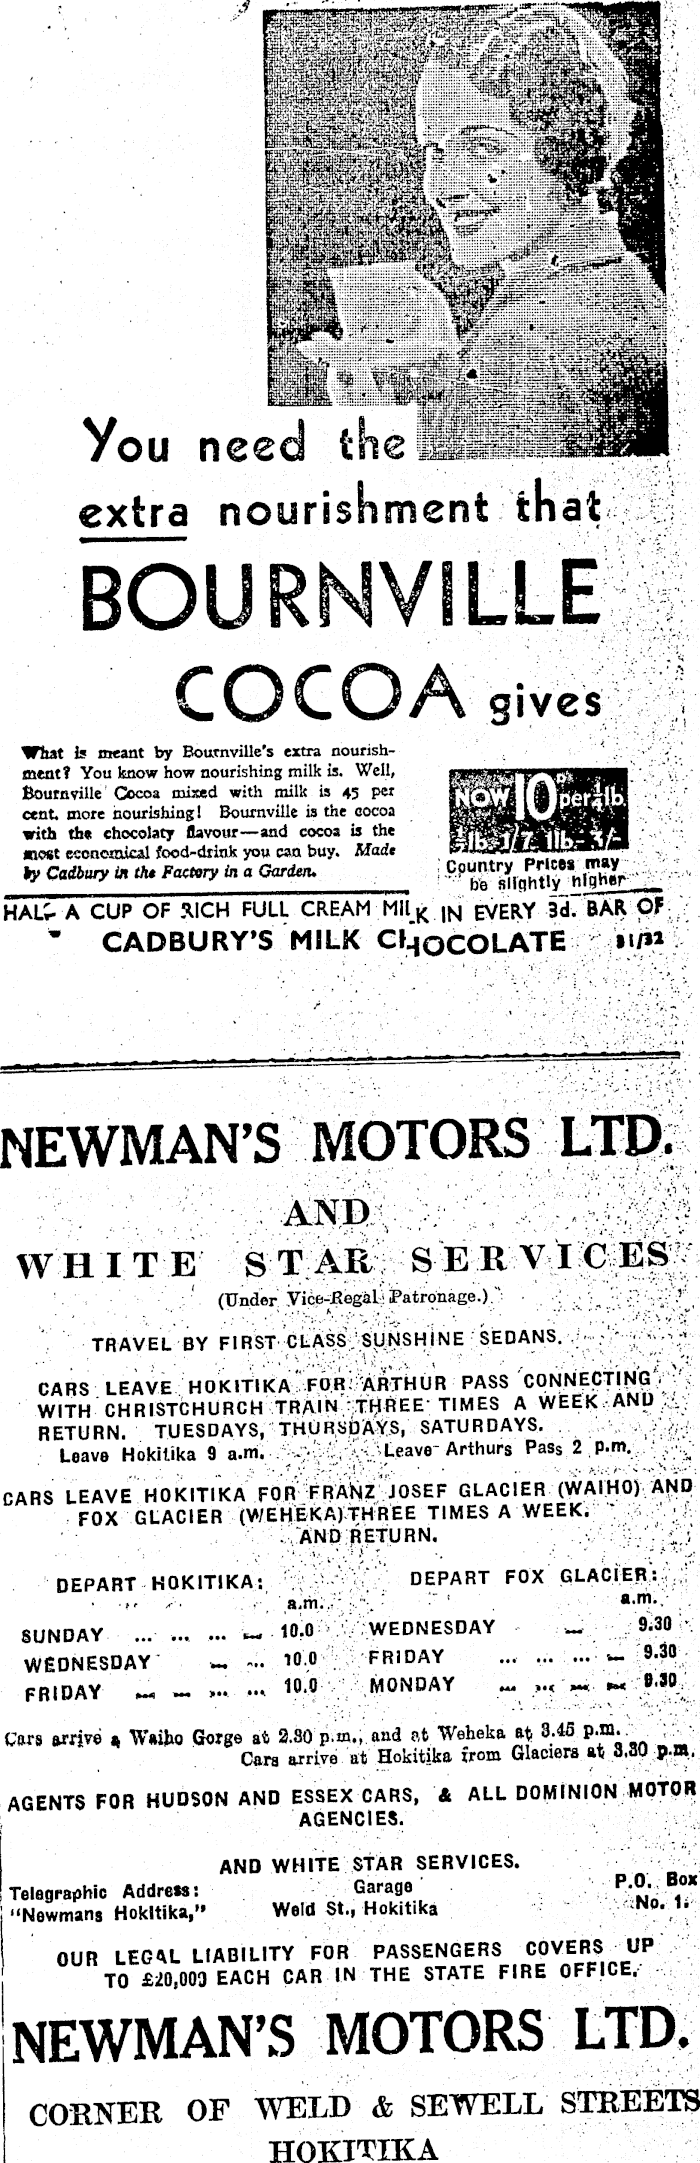 You need the
extra nourishment that
BOURNVILLE
COCOA gives
What is meant by Bournville's extra nourish-
ment? You know how nourishing milk is. Well,
Bournville Cocoa mixed with milk is 45 per
cent. more nourishing! Bournville is the cocoa
with the chocolaty flavour—and cocoa is the
most economical food-drink you can buy. Made
by Cadbury in the Factory in a Garden.
NOW 10D per ¼lb
½lb.-1/7. 1lb.-3/-
Country Prices may
be slightly higher
HALF A CUP OF RICH FULL CREAM MILK IN EVERY 3d. BAR OF
CADBURY'S MILK CHOCOLATE 31/32
NEWMAN'S MOTORS LTD.
AND
WHITE STAR SERVICES
(Under Vice-Regal Patronage.)
TRAVEL BY FIRST CLASS SUNSHINE SEDANS.
CARS LEAVE HOKITIKA FOR ARTHUR PASS CONNECTING
WITH CHRISTCHURCH TRAIN THREE TIMES A WEEK AND
RETURN. TUESDAYS, THURSDAYS, SATURDAYS.
Leave Hokitika 9 a.m. Leave Arthurs Pass 2 p.m.
CARS LEAVE HOKITIKA FOR FRANZ JOSEF GLACIER (WAIHO) AND
FOX GLACIER (WEHEKA) THREE TIMES A WEEK.
AND RETURN.
DEPART HOKITIKA: DEPART FOX GLACIER:
a.m. a.m.
SUNDAY ... ... ... ... 10.0 WEDNESDAY ... 9.30
WEDNESDAY ... ... 10.0 FRIDAY ... ... ... ... 9.30
FRIDAY ... ... ... ... 10.0 MONDAY ... ... ... ... 9.30
Cars arrive a Waiho Gorge at 2.30 p.m., and at Weheka at 3.45 p.m.
Cars arrive at Hokitika from Glaciers at 3.30 p.m.
AGENTS FOR HUDSON AND ESSEX CARS, & ALL DOMINION MOTOR
AGENCIES.
AND WHITE STAR SERVICES.
Telegraphic Address: Garage P.O. Box
"Newmans Hokitika," Weld St., Hokitika No. 1.
OUR LEGAL LIABILITY FOR PASSENGERS COVERS UP
TO £20,000 EACH CAR IN THE STATE FIRE OFFICE.
NEWMAN'S MOTORS LTD.
CORNER OF WELD & SEWELL STREETS
HOKITIKA